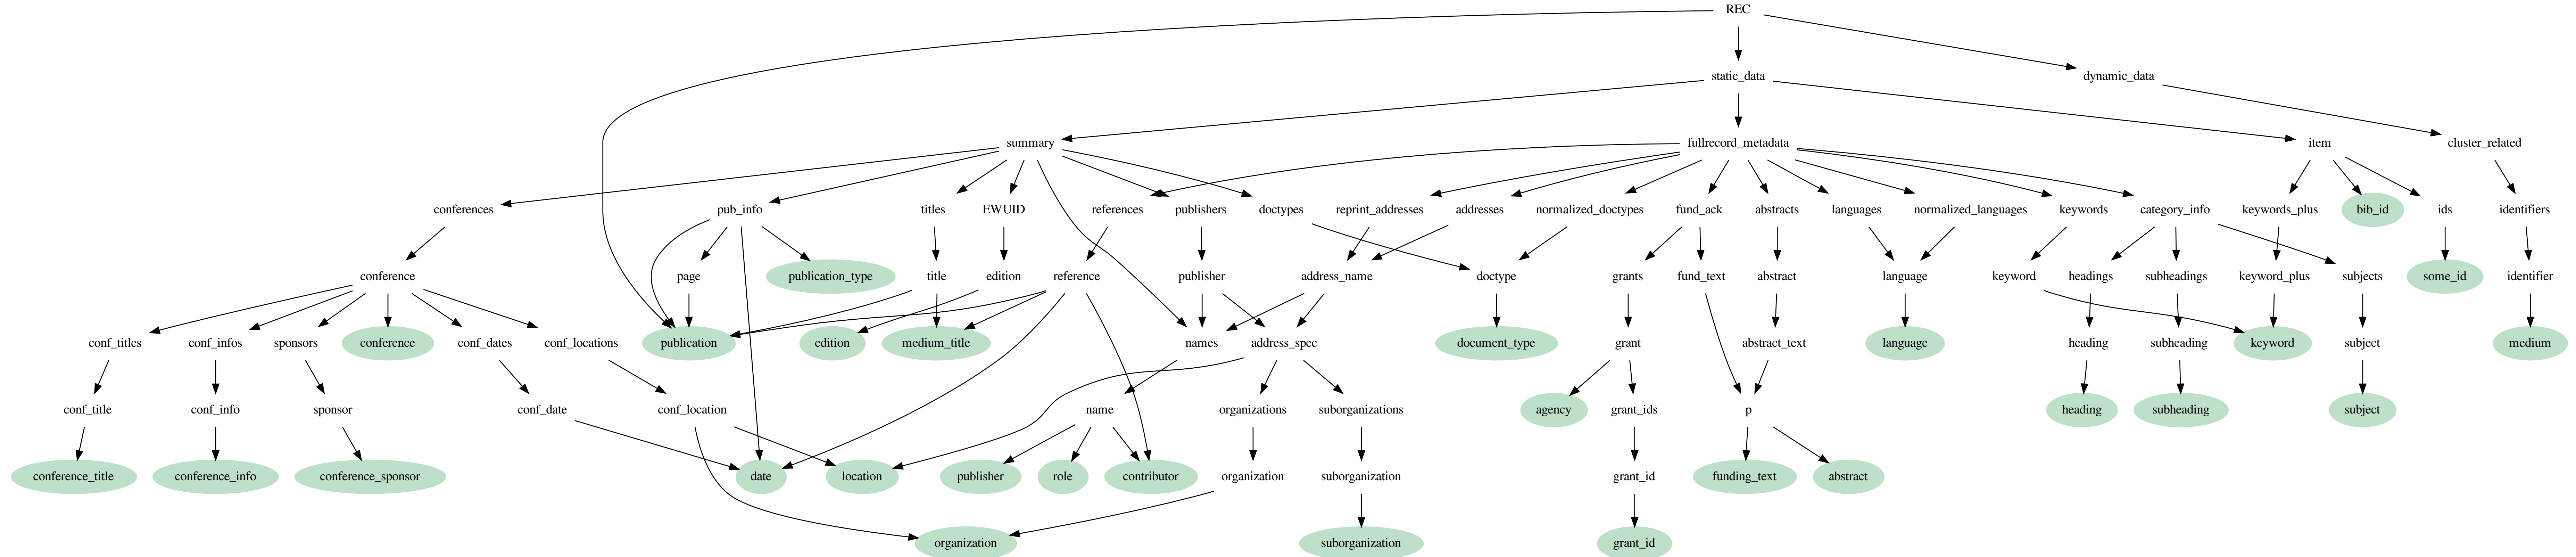 REC
static_data
dynamic_data
summary
fullrecord_metadata
item
cluster_related
conferences
pub_info
titles
EWUID
references
publishers
doctypes
reprint_addresses
addresses
normalized_doctypes
fund_ack
abstracts
languages
normalized_languages
keywords
category_info
keywords_plus
bib_id
ids
identifiers
conference
page
publication_type
title
edition
reference
publisher
address_name
doctype
grants
fund_text
abstract
language
keyword
headings
subheadings
keyword_plus
subjects
some_id
identifier
conf_titles
conf_infos
sponsors
conference
conf_dates
conf_locations
publication
edition
medium_title
names
address_spec
document_type
grant
abstract_text
language
heading
subheading
keyword
subject
medium
conf_title
conf_info
sponsor
conf_date
conf_location
name
organizations
suborganizations
agency
grant_ids
p
heading
subheading
subject
conference_title
conference_info
conference_sponsor
date
location
publisher
role
contributor
organization
suborganization
grant_id
funding_text
abstract
organization
suborganization
grant_id